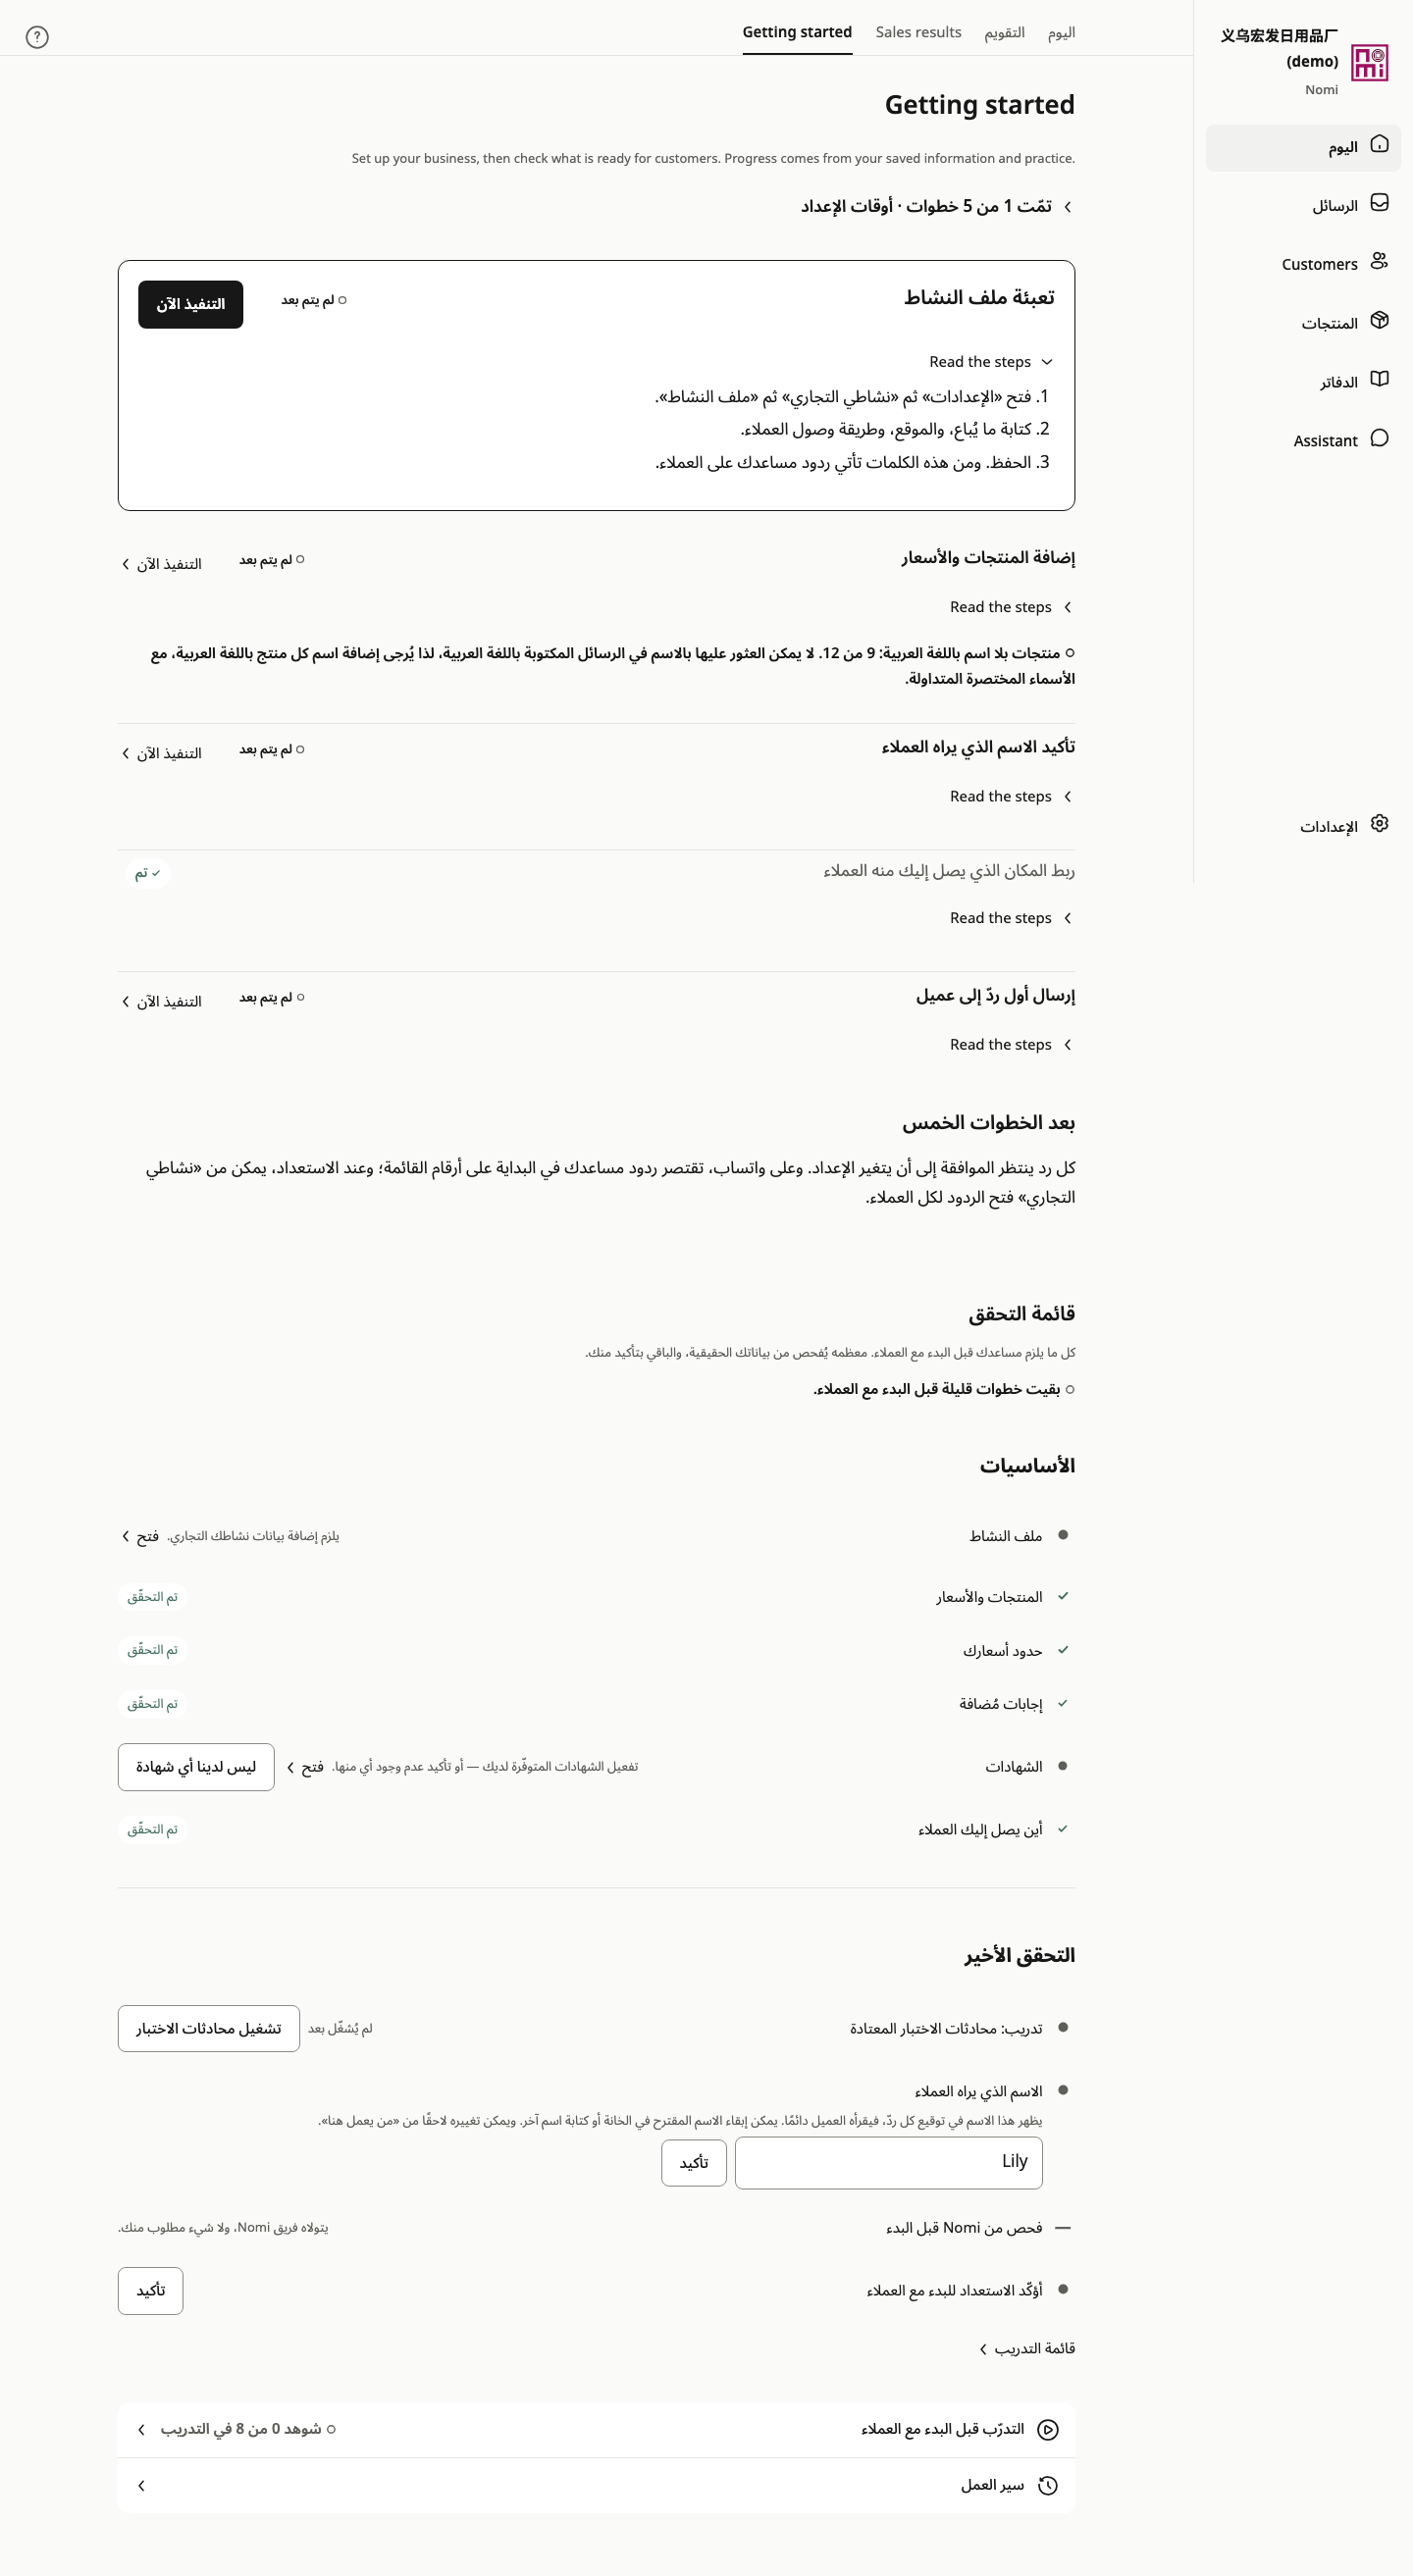 义乌宏发日用品厂
(demo)
Nomi
اليوم
الرسائل
Customers
المنتجات
الدفاتر
Assistant
الإعدادات
اليوم
التقويم
Sales results
Getting started
Getting started
Set up your business, then check what is ready for customers. Progress comes from your saved information and practice.
تمّت 1 من 5 خطوات · أوقات الإعداد
تعبئة ملف النشاط
لم يتم بعد
التنفيذ الآن
Read the steps
1. فتح «الإعدادات» ثم «نشاطي التجاري» ثم «ملف النشاط».
2. كتابة ما يُباع، والموقع، وطريقة وصول العملاء.
3. الحفظ. ومن هذه الكلمات تأتي ردود مساعدك على العملاء.
إضافة المنتجات والأسعار
لم يتم بعد
التنفيذ الآن
Read the steps
منتجات بلا اسم باللغة العربية: 9 من 12. لا يمكن العثور عليها بالاسم في الرسائل المكتوبة باللغة العربية، لذا يُرجى إضافة اسم كل منتج باللغة العربية، مع
الأسماء المختصرة المتداولة.
تأكيد الاسم الذي يراه العملاء
لم يتم بعد
التنفيذ الآن
Read the steps
ربط المكان الذي يصل إليك منه العملاء
تم
Read the steps
إرسال أول ردّ إلى عميل
لم يتم بعد
التنفيذ الآن
Read the steps
بعد الخطوات الخمس
كل رد ينتظر الموافقة إلى أن يتغير الإعداد. وعلى واتساب، تقتصر ردود مساعدك في البداية على أرقام القائمة؛ وعند الاستعداد، يمكن من «نشاطي
التجاري» فتح الردود لكل العملاء.
قائمة التحقق
كل ما يلزم مساعدك قبل البدء مع العملاء. معظمه يُفحص من بياناتك الحقيقية، والباقي بتأكيد منك.
بقيت خطوات قليلة قبل البدء مع العملاء.
الأساسيات
ملف النشاط
يلزم إضافة بيانات نشاطك التجاري.
فتح
المنتجات والأسعار
تم التحقّق
حدود أسعارك
تم التحقّق
إجابات مُضافة
تم التحقّق
الشهادات
تفعيل الشهادات المتوفّرة لديك — أو تأكيد عدم وجود أي منها.
فتح
ليس لدينا أي شهادة
أين يصل إليك العملاء
تم التحقّق
التحقق الأخير
تدريب: محادثات الاختبار المعتادة
لم يُشغّل بعد
تشغيل محادثات الاختبار
الاسم الذي يراه العملاء
يظهر هذا الاسم في توقيع كل ردّ، فيقرأه العميل دائمًا. يمكن إبقاء الاسم المقترح في الخانة أو كتابة اسم آخر. ويمكن تغييره لاحقًا من «من يعمل هنا».
Lily
تأكيد
فحص من Nomi قبل البدء
يتولاه فريق Nomi، ولا شيء مطلوب منك.
أؤكّد الاستعداد للبدء مع العملاء
تأكيد
قائمة التدريب
التدرّب قبل البدء مع العملاء
شوهد 0 من 8 في التدريب
سير العمل